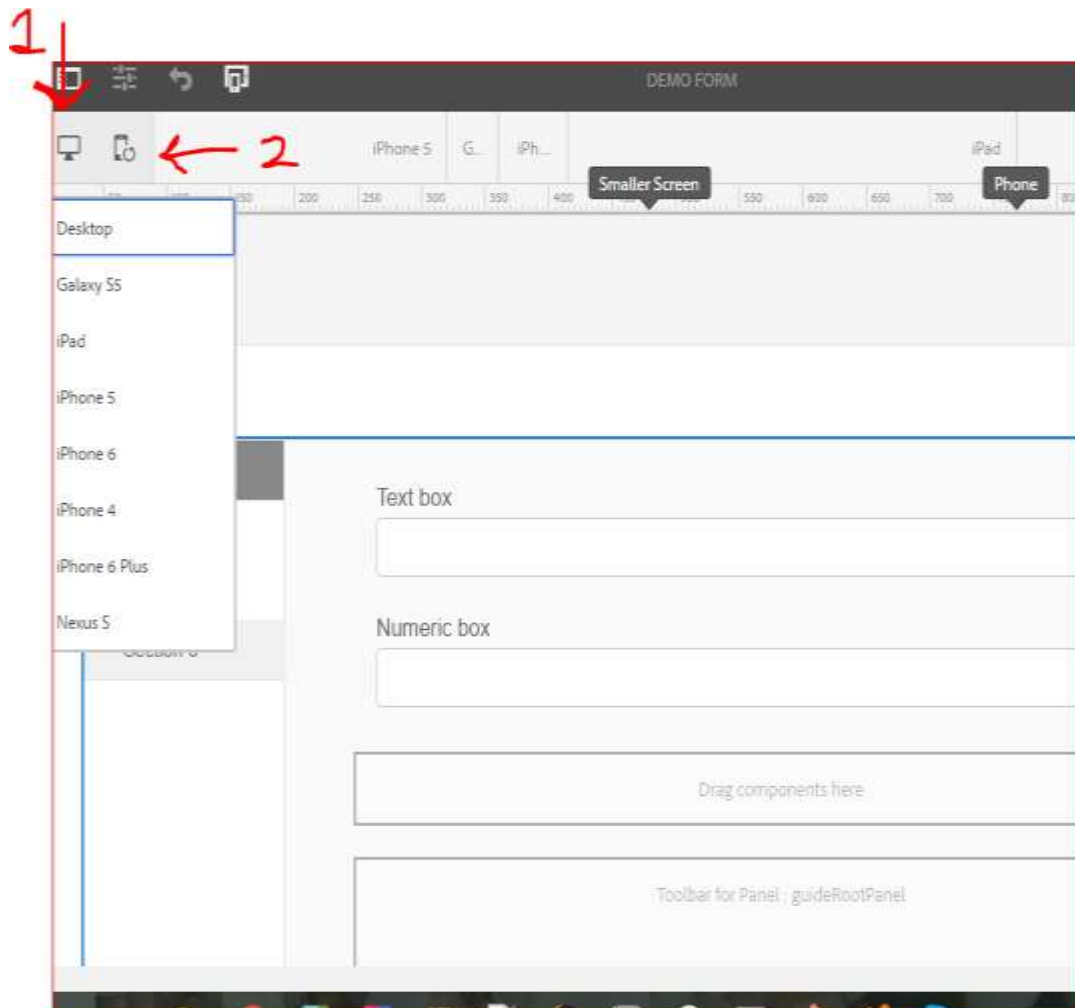 1
DEMO FORM
2
iPhone 5 G... iPh... iPad
Smaller Screen Phone
200 250 300 350 400 550 600 650 700
Desktop
Galaxy S5
iPad
iPhone 5
iPhone 6
iPhone 4
iPhone 6 Plus
Nexus 5
Text box
Numeric box
Drag components here
Toolbar for Panel : guideRootPanel